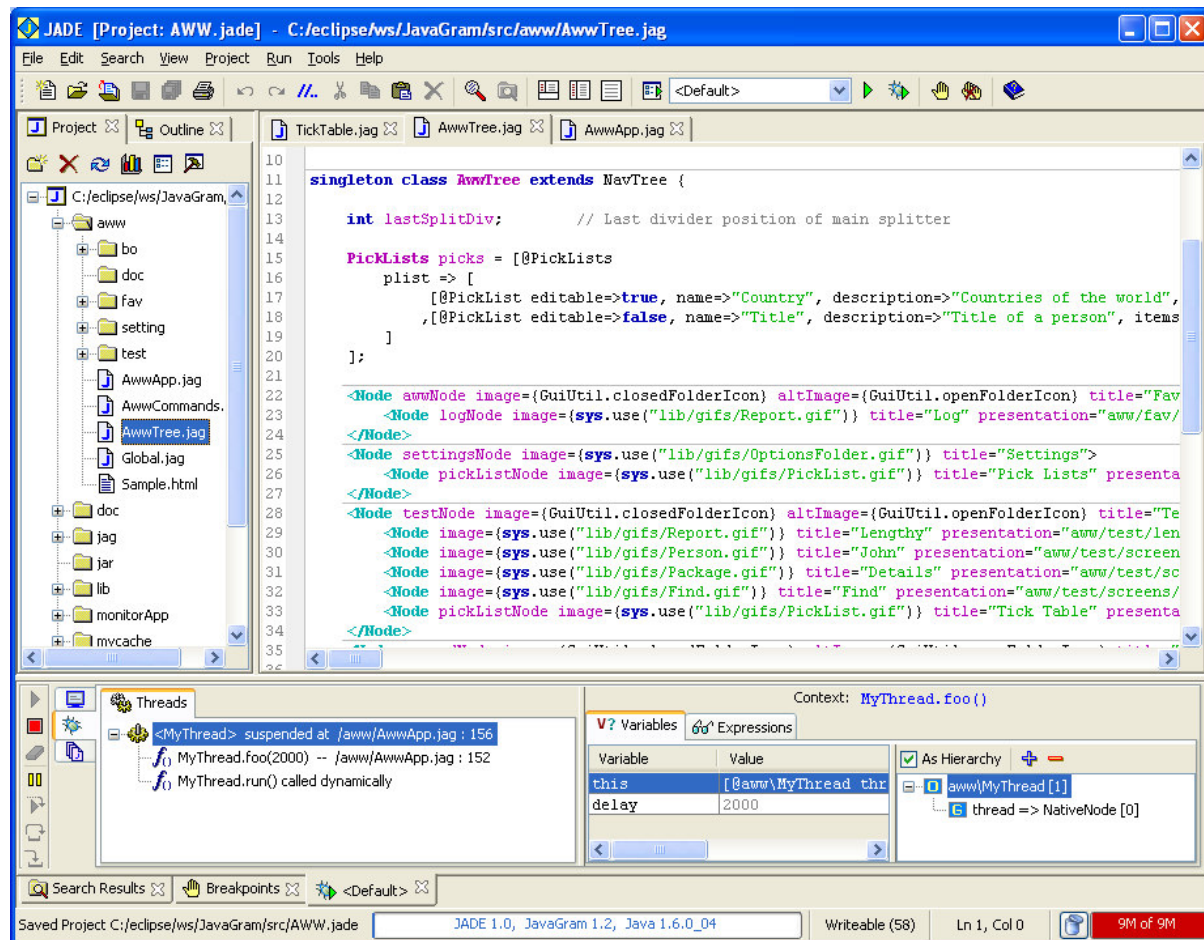 JADE [Project: AWW.jade] - C:/eclipse/ws/JavaGram/src/aww/AwwTree.jag
File Edit Search View Project Run Tools Help
<Default>
Project Outline
TickTable.jag AwwTree.jag AwwApp.jag
C:/eclipse/ws/JavaGram,
aww
bo
doc
fav
setting
test
AwwApp.jag
AwwCommands.
AwwTree.jag
Global.jag
Sample.html
doc
jag
jar
lib
monitorApp
mycache
10
11 singleton class AwwTree extends NavTree {
12
13 int lastSplitDiv; // Last divider position of main splitter
14
15 PickLists picks = [@PickLists
16 plist => [
17 [@PickList editable=>true, name=>"Country", description=>"Countries of the world",
18 ,[@PickList editable=>false, name=>"Title", description=>"Title of a person", items
19 ]
20 ];
21
22 <Node awwNode image={GuiUtil.closedFolderIcon} altImage={GuiUtil.openFolderIcon} title="Fav
23 <Node logNode image={sys.use("lib/gifs/Report.gif")} title="Log" presentation="aww/fav/
24 </Node>
25 <Node settingsNode image={sys.use("lib/gifs/OptionsFolder.gif")} title="Settings">
26 <Node pickListNode image={sys.use("lib/gifs/PickList.gif")} title="Pick Lists" presenta
27 </Node>
28 <Node testNode image={GuiUtil.closedFolderIcon} altImage={GuiUtil.openFolderIcon} title="Te
29 <Node image={sys.use("lib/gifs/Report.gif")} title="Lengthy" presentation="aww/test/len
30 <Node image={sys.use("lib/gifs/Person.gif")} title="John" presentation="aww/test/screen
31 <Node image={sys.use("lib/gifs/Package.gif")} title="Details" presentation="aww/test/sc
32 <Node image={sys.use("lib/gifs/Find.gif")} title="Find" presentation="aww/test/screens/
33 <Node pickListNode image={sys.use("lib/gifs/PickList.gif")} title="Tick Table" presenta
34 </Node>
35
36
Threads
<MyThread> suspended at /aww/AwwApp.jag : 156
MyThread.foo(2000) -- /aww/AwwApp.jag : 152
MyThread.run() called dynamically
Context: MyThread.foo()
Variables Expressions
Variable Value
this [@aww\MyThread thr
delay 2000
As Hierarchy
aww\MyThread [1]
thread => NativeNode [0]
Search Results Breakpoints <Default>
Saved Project C:/eclipse/ws/JavaGram/src/AWW.jade JADE 1.0, JavaGram 1.2, Java 1.6.0_04 Writeable (58) Ln 1, Col 0 9M of 9M